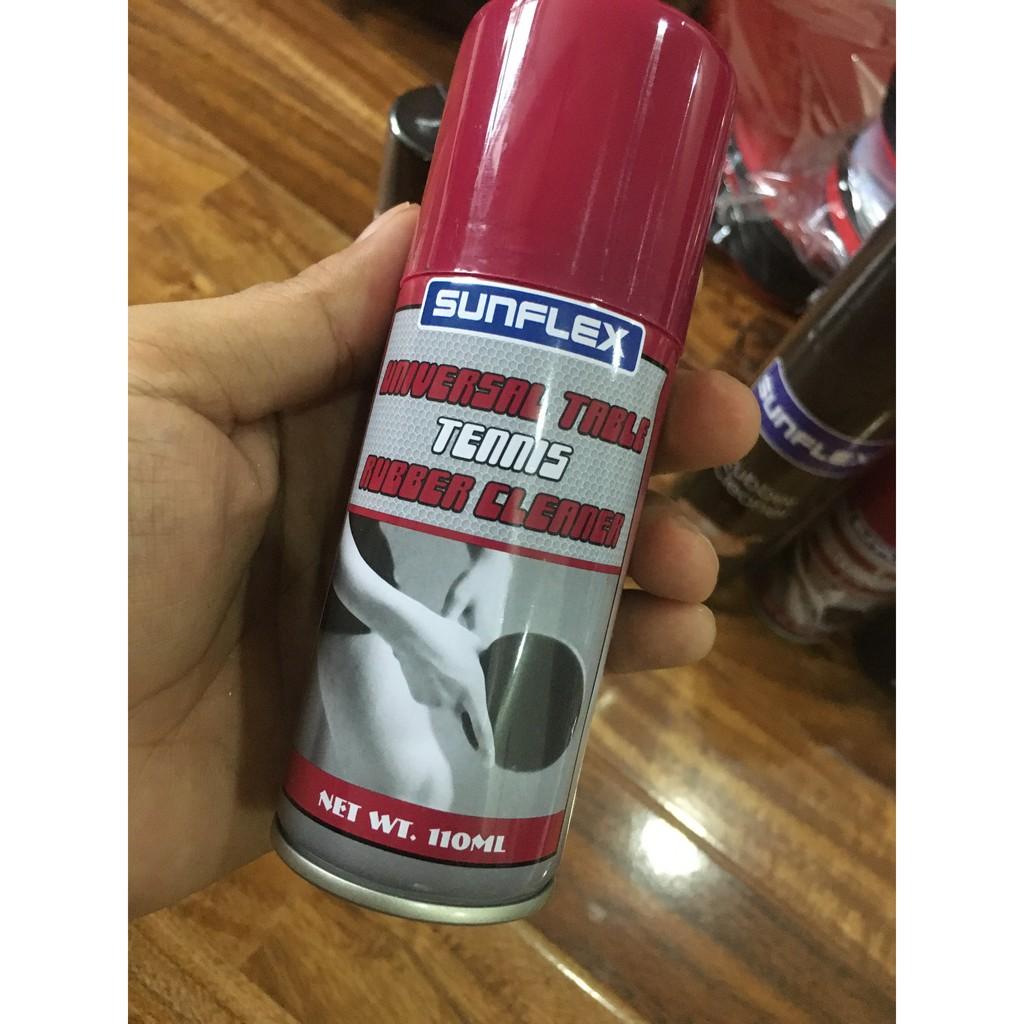 SUNFLEX
UNIVERSAL TABLE
TENNIS
RUBBER CLEANER
NET WT. 110ML
SUNFLEX